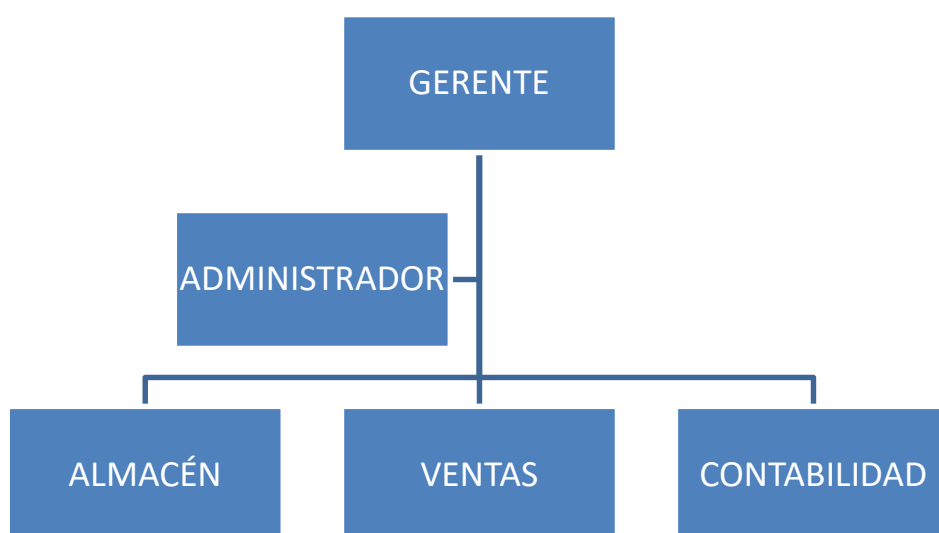 GERENTE
ADMINISTRADOR
ALMACÉN
VENTAS
CONTABILIDAD